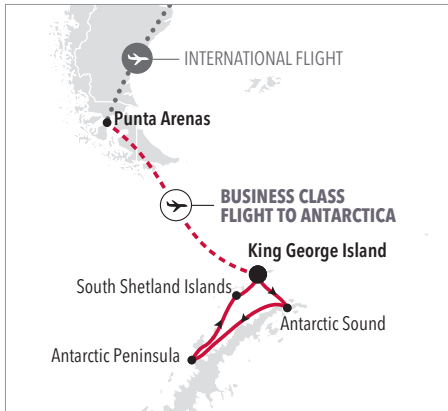 INTERNATIONAL FLIGHT
Punta Arenas
BUSINESS CLASS
FLIGHT TO ANTARCTICA
King George Island
South Shetland Islands
Antarctic Sound
Antarctic Peninsula